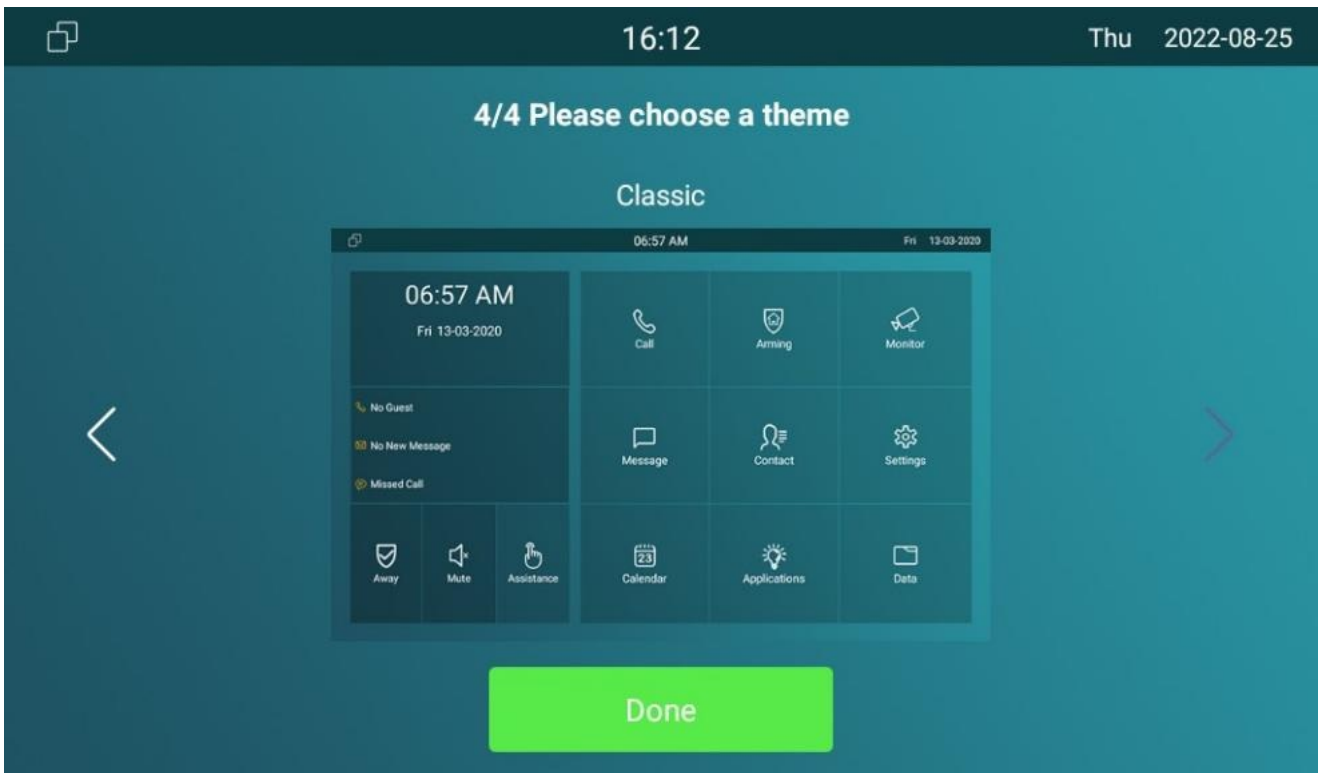 16:12
Thu 2022-08-25
4/4 Please choose a theme
Classic
06:57 AM
Fri 13-03-2020
06:57 AM
Fri 13-03-2020
No Guest
No New Message
Missed Call
Away
Mute
Assistance
Call
Arming
Monitor
Message
Contact
Settings
23
Calendar
Applications
Data
Done